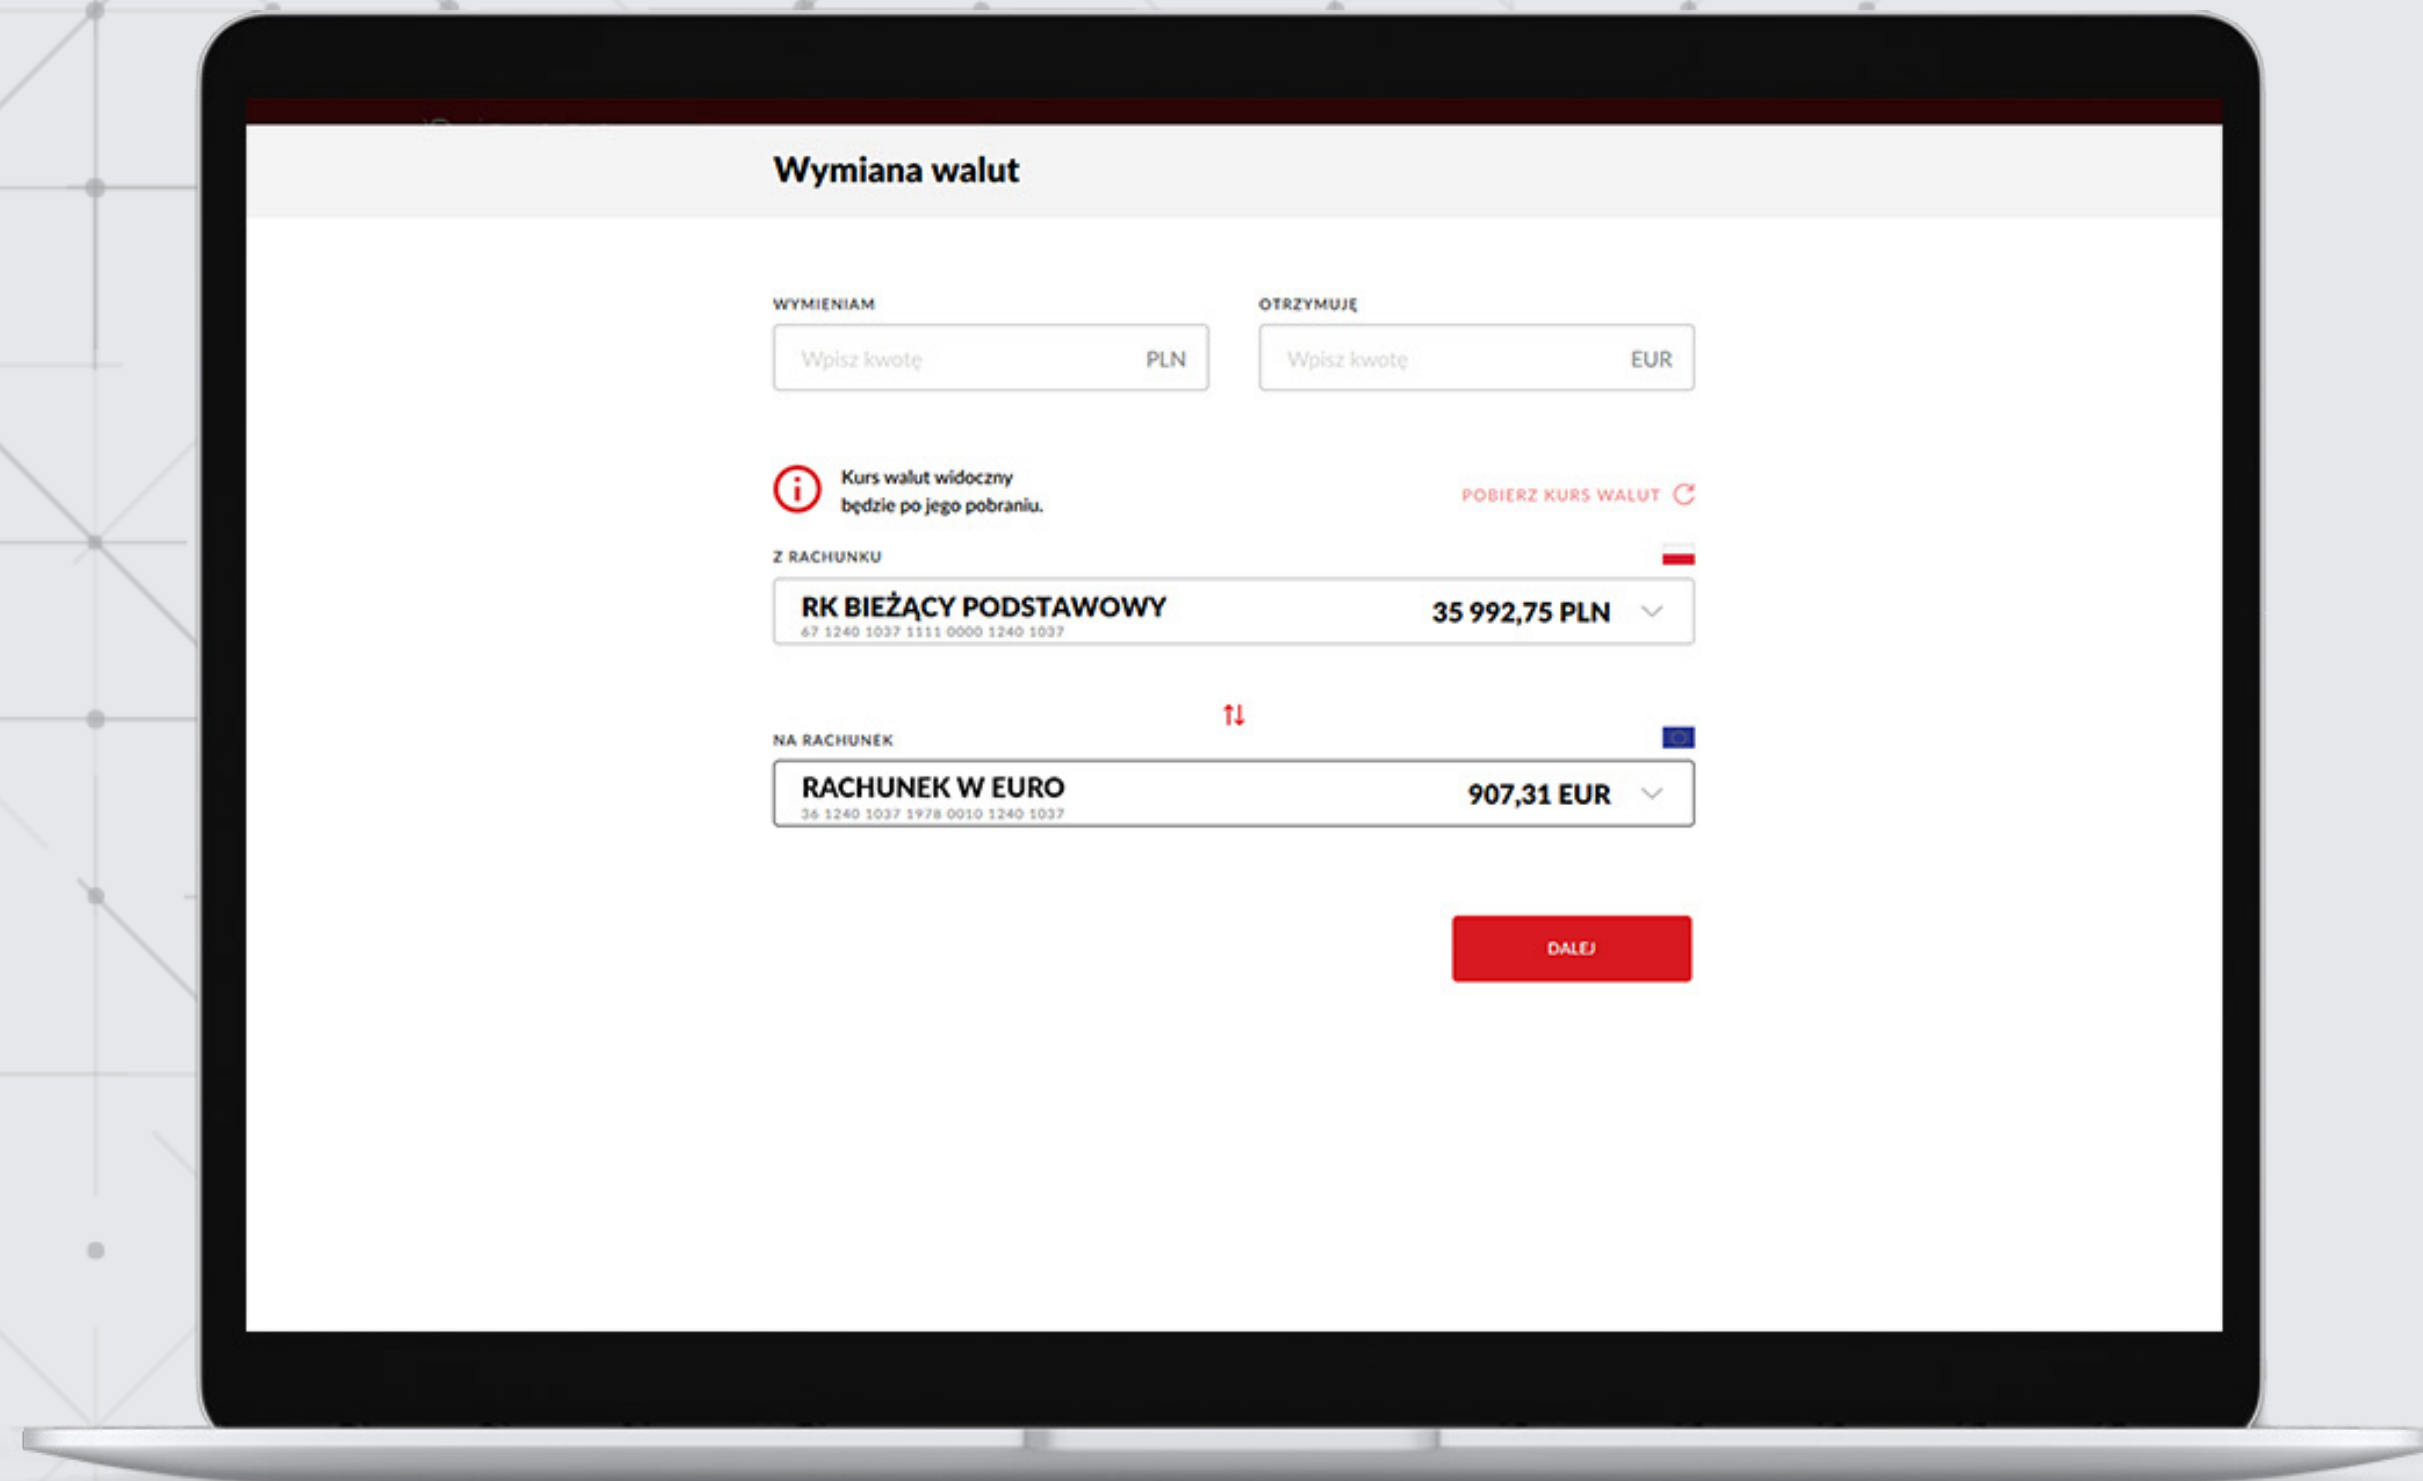 Wymiana walut
WYMIENIAM
OTRZYMUJĘ
Wpisz kwotę PLN
Wpisz kwotę EUR
Kurs walut widoczny
będzie po jego pobraniu.
POBIERZ KURS WALUT
Z RACHUNKU
RK BIEŻĄCY PODSTAWOWY
35 992,75 PLN
67 1240 1037 1111 0000 1240 1037
NA RACHUNEK
RACHUNEK W EURO
907,31 EUR
36 1240 1037 1978 0010 1240 1037
DALEJ